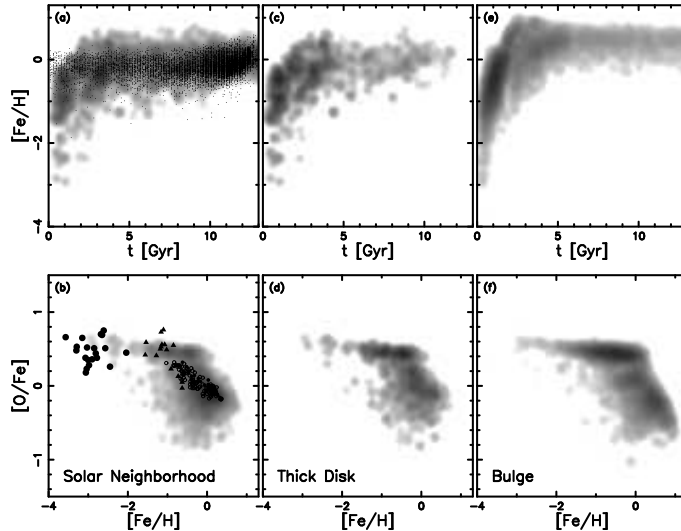 (a) (c) (e)
0
-2
-4
[Fe/H]
0 5 10 0 5 10 0 5 10
t [Gyr] t [Gyr] t [Gyr]
(b) (d) (f)
1
0
-1
[O/Fe]
Solar Neighborhood Thick Disk Bulge
-4 -2 0 -4 -2 0 -4 -2 0
[Fe/H] [Fe/H] [Fe/H]